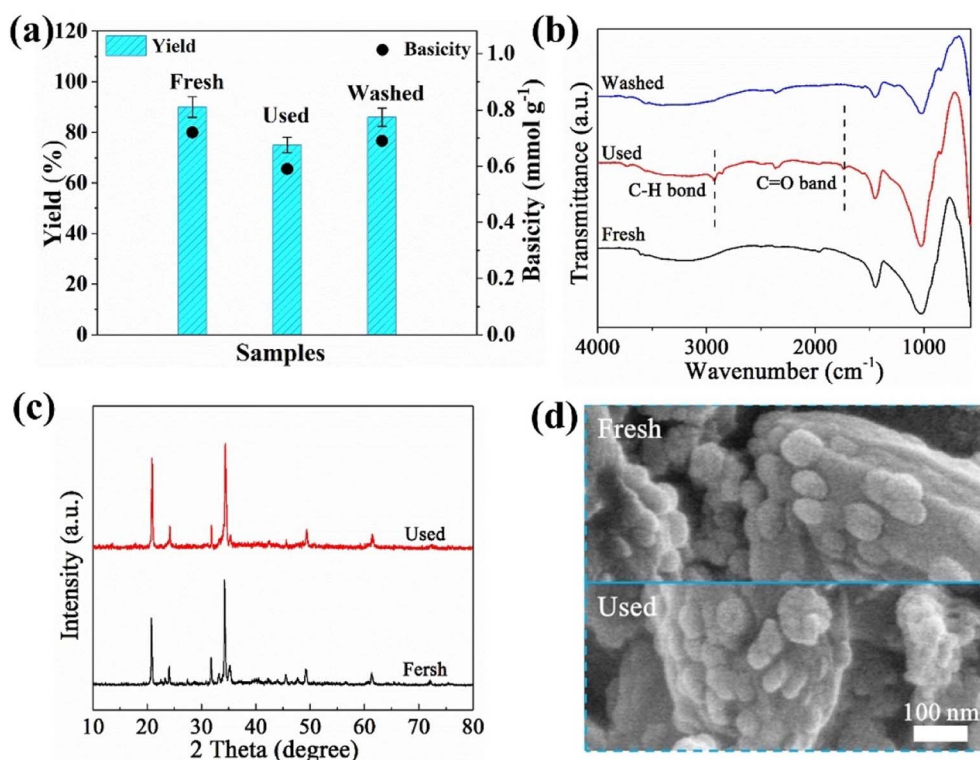 (a)
120
100
80
60
40
20
0
Yield (%)
Yield
Basicity
Fresh
Used
Washed
1.0
0.8
0.6
0.4
0.2
0.0
Basicity (mmol g⁻¹)
Samples
(b)
Transmittance (a.u.)
Washed
Used
C-H bond
C=O band
Fresh
4000 3000 2000 1000
Wavenumber (cm⁻¹)
(c)
Intensity (a.u.)
Used
Fersh
10 20 30 40 50 60 70 80
2 Theta (degree)
(d)
Fresh
Used
100 nm